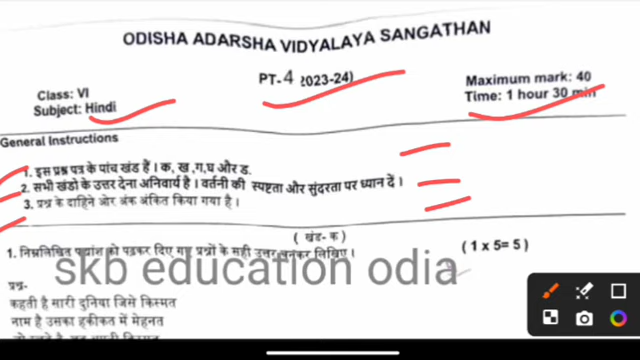 ODISHA ADARSHA VIDYALAYA SANGATHAN
PT-4 2023-24)
Class: VI
Maximum mark: 40
Subject: Hindi
Time: 1 hour 30 min
General Instructions
1. इस प्रश्न पत्र के पांच खंड हैं। क, ख,ग,घ और ड.
2. सभी खंडो के उत्तर देना अनिवार्य है। वर्तनी की स्पष्टता और सुंदरता पर ध्यान दें।
3. प्रश्न के दाहिने ओर अंक अंकित किया गया है।
( खंड- क)
1. निम्नलिखित पद्यांश को पढ़कर दिए गए प्रश्नों के सही उत्तर चुनकर लिखिए। ( 1 x 5= 5 )
skb education odia
प्रश्न-
कहती है सारी दुनिया जिसे किस्मत
नाम है उसका हकीकत में मेहनत